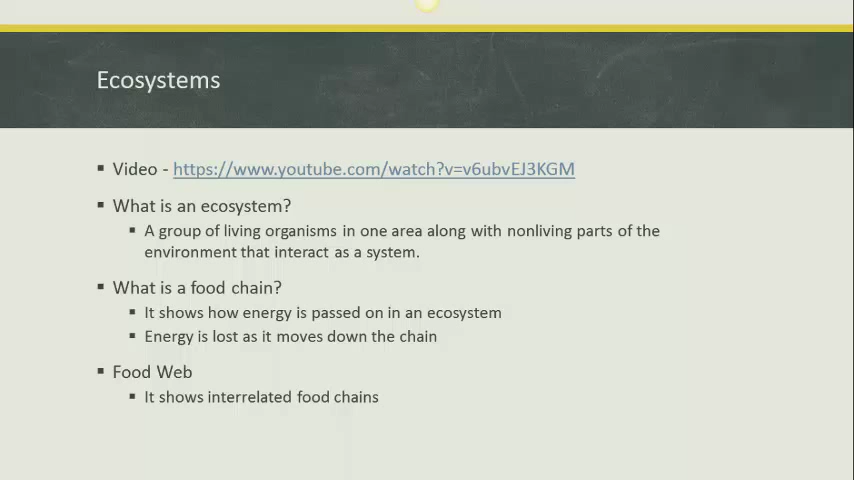 Ecosystems
▪ Video - https://www.youtube.com/watch?v=v6ubvEJ3KGM
▪ What is an ecosystem?
▪ A group of living organisms in one area along with nonliving parts of the
environment that interact as a system.
▪ What is a food chain?
▪ It shows how energy is passed on in an ecosystem
▪ Energy is lost as it moves down the chain
▪ Food Web
▪ It shows interrelated food chains